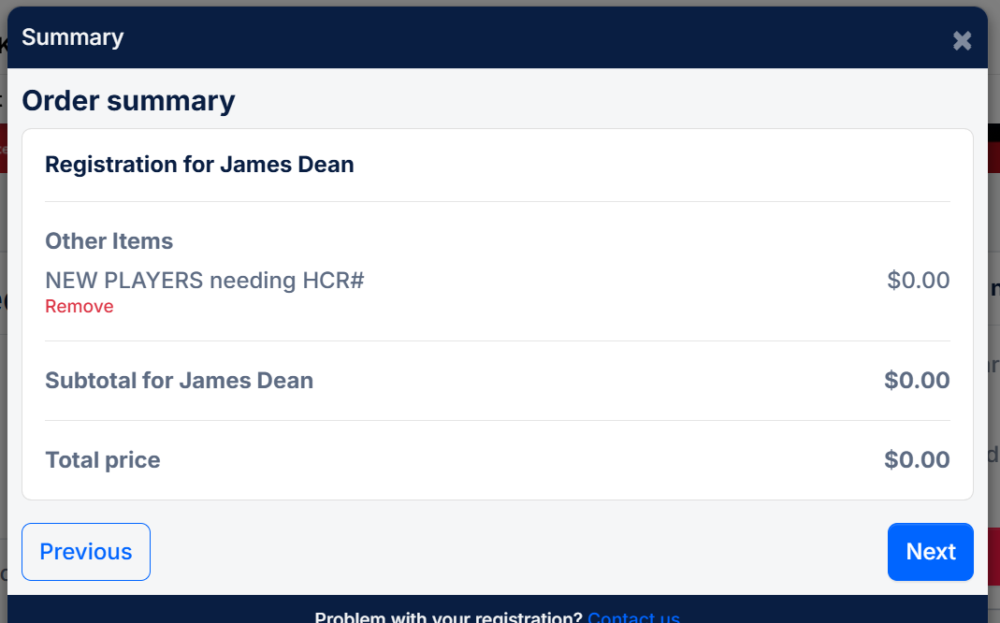 Summary
Order summary
Registration for James Dean
Other Items
NEW PLAYERS needing HCR# $0.00
Remove
Subtotal for James Dean $0.00
Total price $0.00
Previous Next
Problem with your registration? Contact us